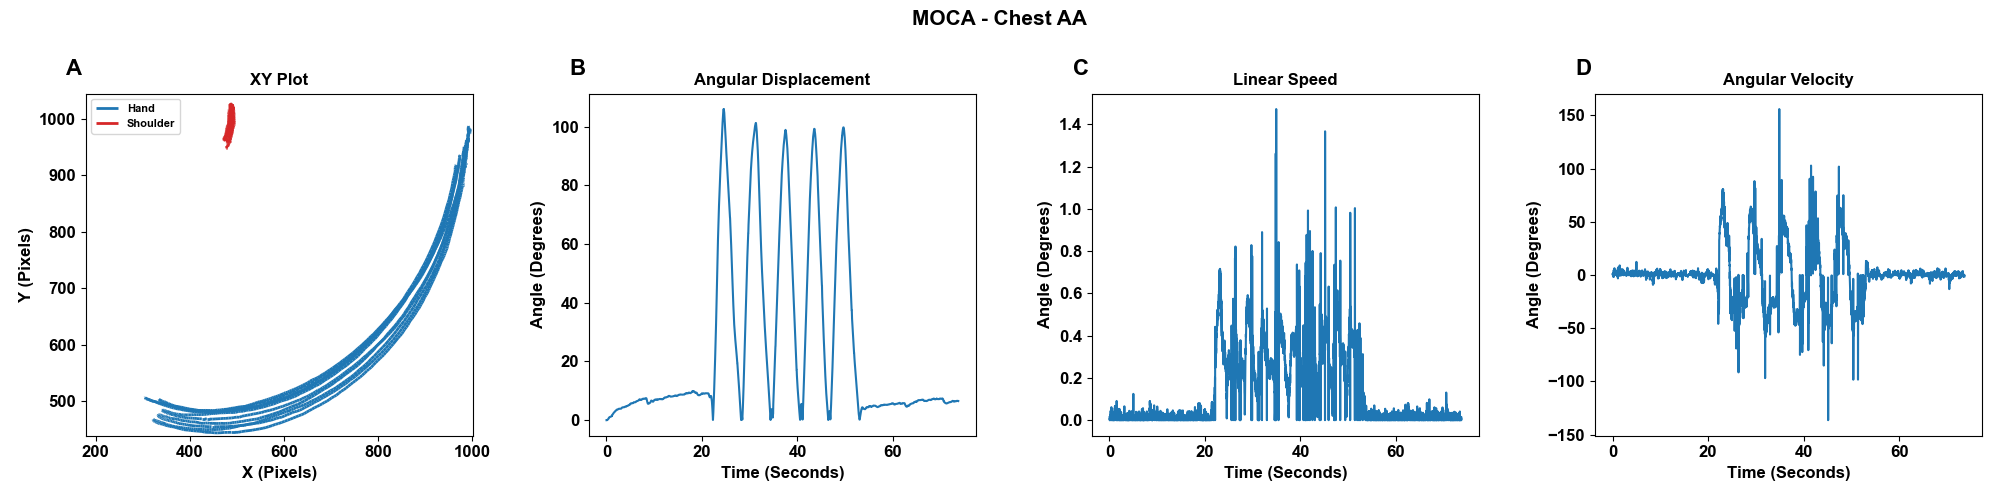 MOCA - Chest AA
A
XY Plot
Hand
Shoulder
1000
900
800
700
600
500
200
400
600
800
1000
Y (Pixels)
X (Pixels)
B
Angular Displacement
100
80
60
40
20
0
0
20
40
60
Angle (Degrees)
Time (Seconds)
C
Linear Speed
1.4
1.2
1.0
0.8
0.6
0.4
0.2
0.0
0
20
40
60
Angle (Degrees)
Time (Seconds)
D
Angular Velocity
150
100
50
0
−50
−100
−150
0
20
40
60
Angle (Degrees)
Time (Seconds)